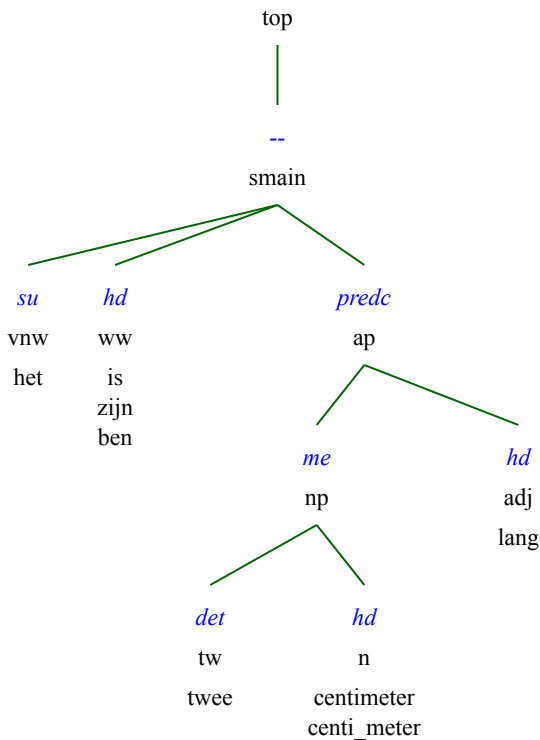 top
--
smain
su hd predc
vnw ww ap
het is
zijn
ben
me hd
np adj
lang
det hd
tw n
twee centimeter
centi_meter